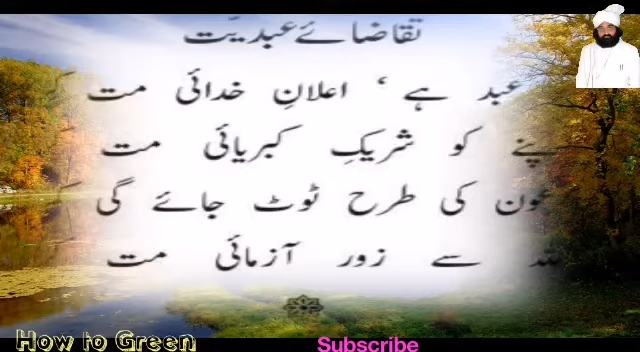 تقاضائے عبدیّت
عبد ہے ، اعلانِ خدائی مت
کو شریکِ کبریائی مت
کی طرح ٹوٹ جائے گی
سے زور آزمائی مت
How to Green
Subscribe